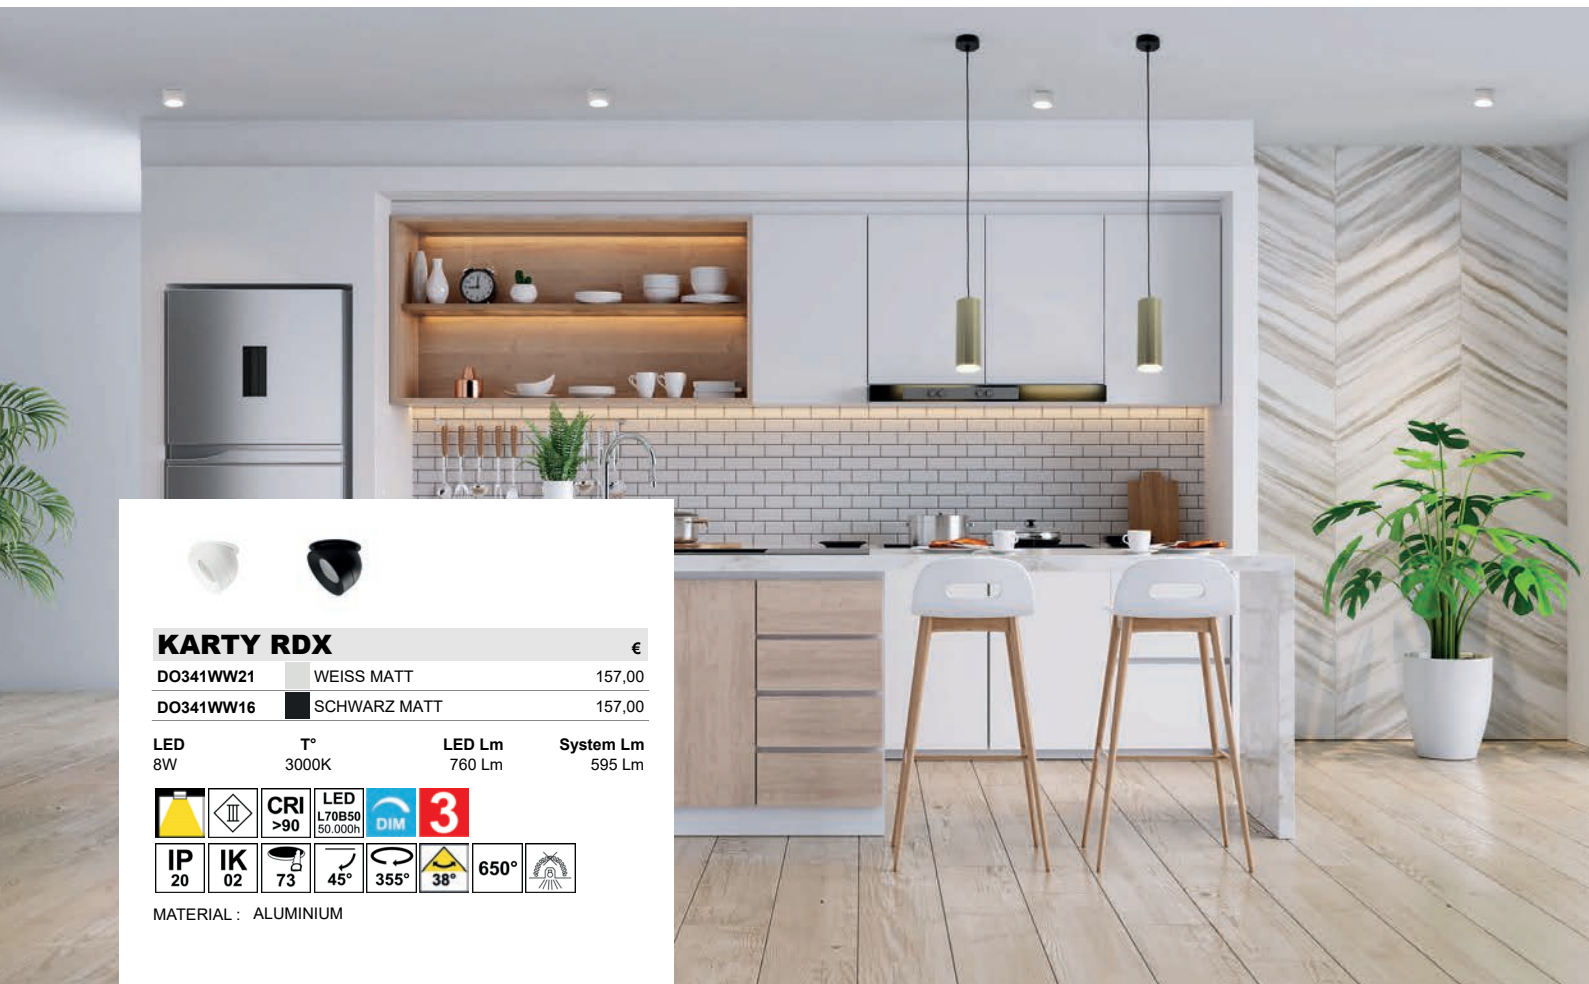 KARTY RDX €
DO341WW21 WEISS MATT 157,00
DO341WW16 SCHWARZ MATT 157,00
LED T° LED Lm System Lm
8W 3000K 760 Lm 595 Lm
III CRI >90 LED L70B50 50.000h DIM 3
IP 20 IK 02 73 45° 355° 38° 650°
MATERIAL : ALUMINIUM